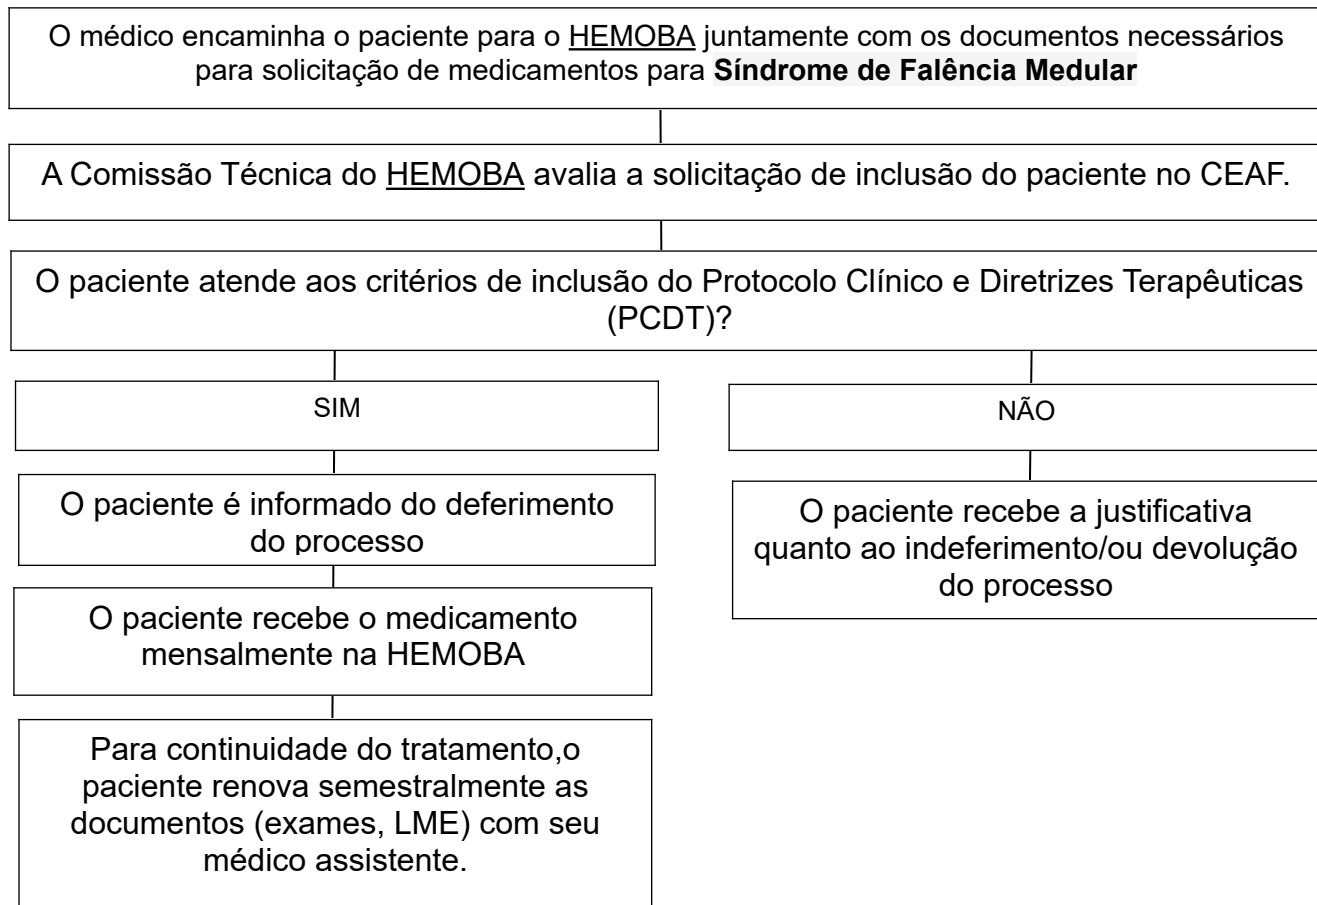 O médico encaminha o paciente para o HEMOBA juntamente com os documentos necessários
para solicitação de medicamentos para Síndrome de Falência Medular
A Comissão Técnica do HEMOBA avalia a solicitação de inclusão do paciente no CEAF.
O paciente atende aos critérios de inclusão do Protocolo Clínico e Diretrizes Terapêuticas
(PCDT)?
SIM
NÃO
O paciente é informado do deferimento
do processo
O paciente recebe a justificativa
quanto ao indeferimento/ou devolução
do processo
O paciente recebe o medicamento
mensalmente na HEMOBA
Para continuidade do tratamento,o
paciente renova semestralmente as
documentos (exames, LME) com seu
médico assistente.